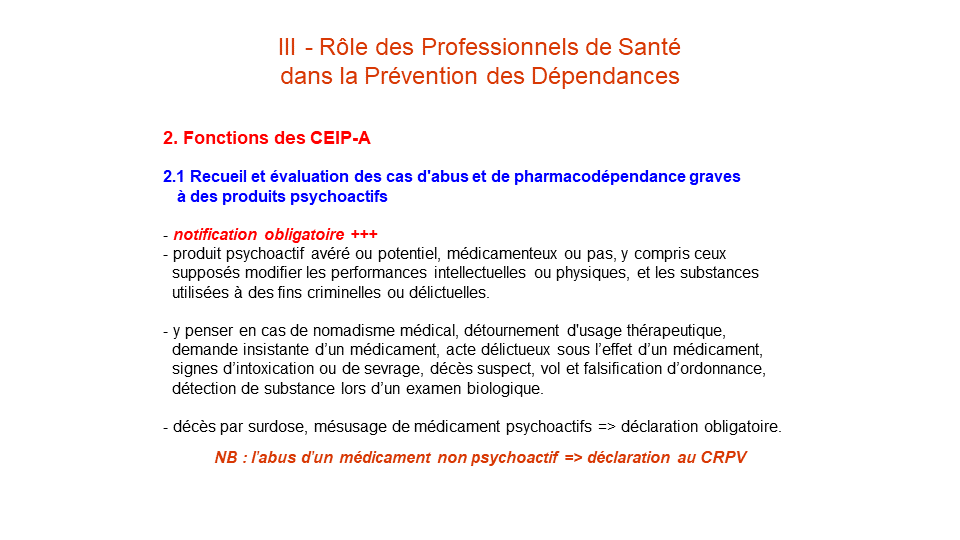 III - Rôle des Professionnels de Santé
dans la Prévention des Dépendances
2. Fonctions des CEIP-A
2.1 Recueil et évaluation des cas d'abus et de pharmacodépendance graves
à des produits psychoactifs
- notification obligatoire +++
- produit psychoactif avéré ou potentiel, médicamenteux ou pas, y compris ceux
supposés modifier les performances intellectuelles ou physiques, et les substances
utilisées à des fins criminelles ou délictuelles.
- y penser en cas de nomadisme médical, détournement d'usage thérapeutique,
demande insistante d’un médicament, acte délictueux sous l’effet d’un médicament,
signes d’intoxication ou de sevrage, décès suspect, vol et falsification d’ordonnance,
détection de substance lors d’un examen biologique.
- décès par surdose, mésusage de médicament psychoactifs => déclaration obligatoire.
NB : l’abus d’un médicament non psychoactif => déclaration au CRPV